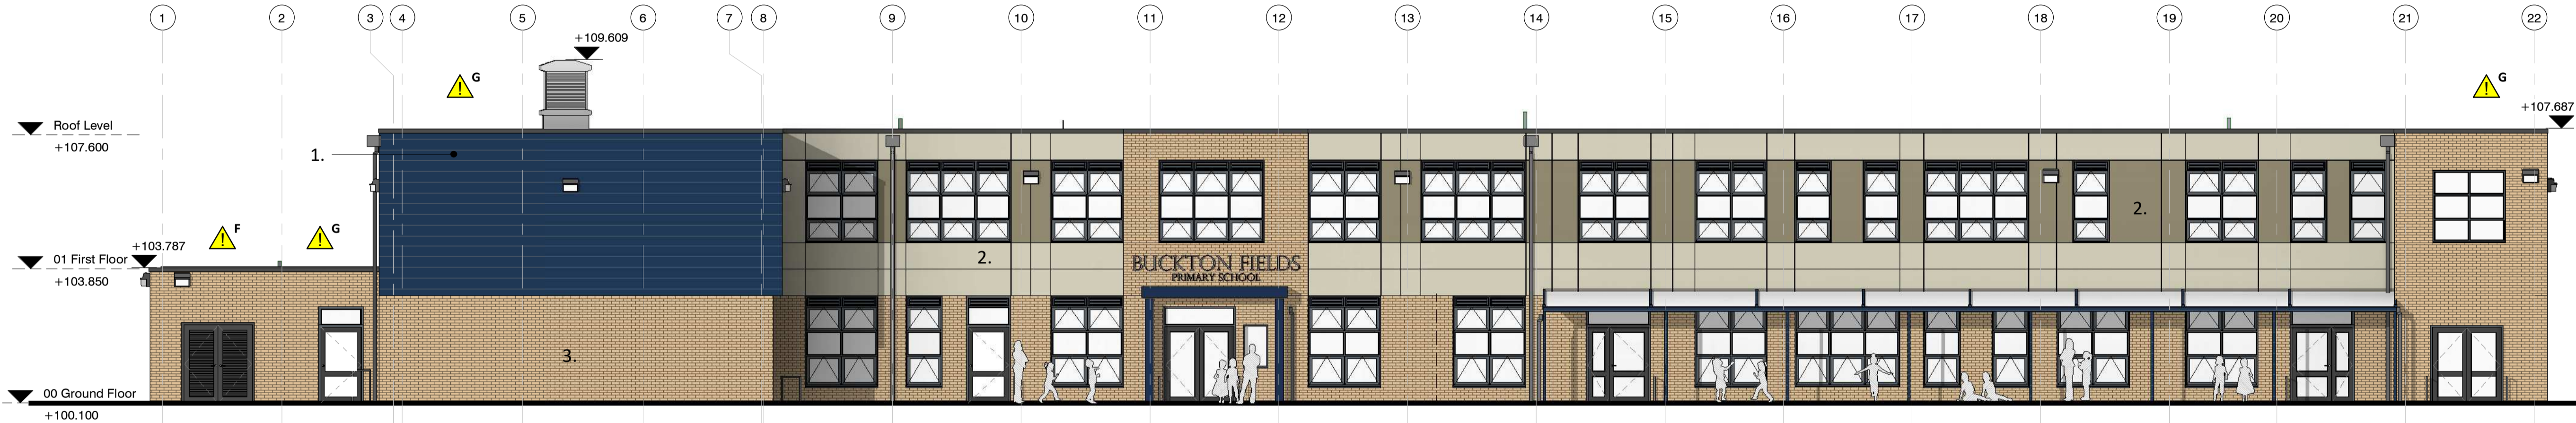 1 2 3 4 5 6 7 8 9 10 11 12 13 14 15 16 17 18 19 20 21 22
+109.609
G
G
+107.687
Roof Level
+107.600
1.
2.
F
G
+103.787
01 First Floor
+103.850
2.
BUCKTON FIELDS
PRIMARY SCHOOL
3.
00 Ground Floor
+100.100